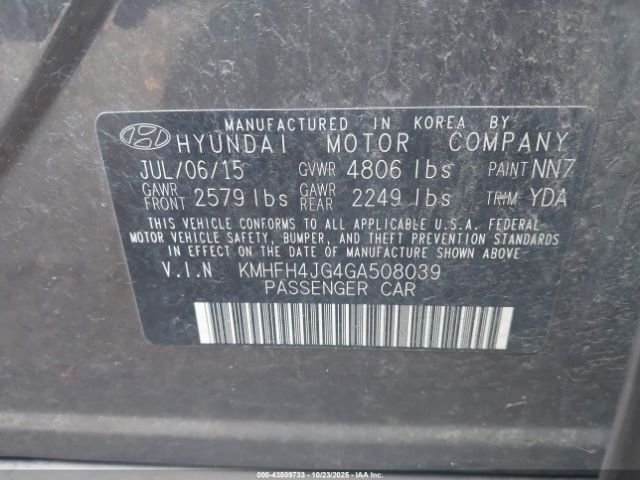 MANUFACTURED IN KOREA BY
HYUNDAI MOTOR COMPANY
JUL/06/15 GVWR 4806 lbs PAINT NN7
GAWR FRONT 2579 lbs GAWR REAR 2249 lbs TRIM YDA
THIS VEHICLE CONFORMS TO ALL APPLICABLE U.S.A. FEDERAL
MOTOR VEHICLE SAFETY, BUMPER, AND THEFT PREVENTION
STANDARDS IN EFFECT ON THE DATE OF MANUFACTURE SHOWN ABOVE
V.I.N KMHFH4JG4GA508039
PASSENGER CAR
000-43509733 - 10/23/2025 - IAAI.COM